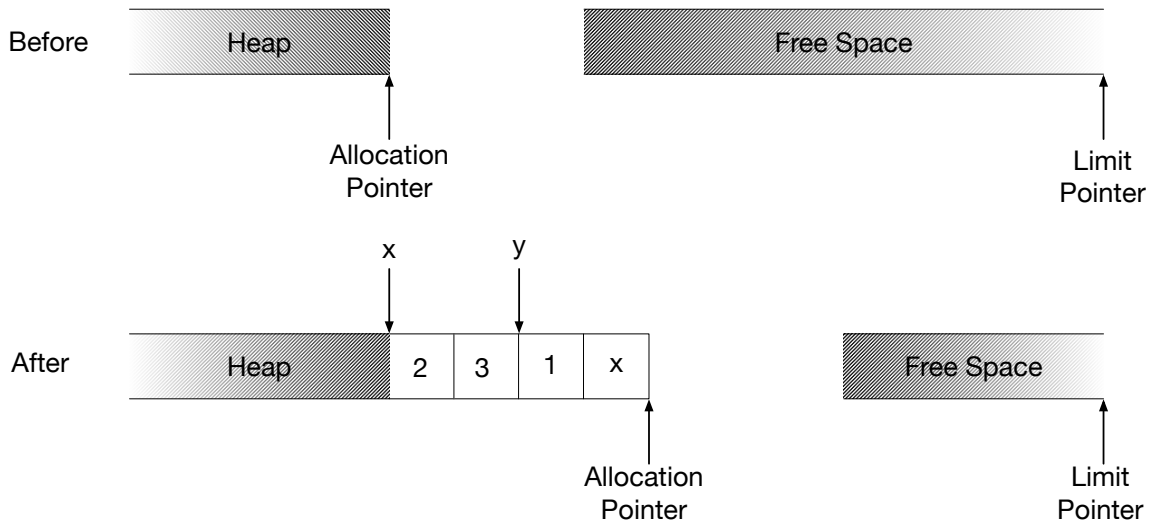 Before
Heap
Free Space
Allocation
Pointer
Limit
Pointer
x
y
After
Heap
2
3
1
x
Free Space
Allocation
Pointer
Limit
Pointer